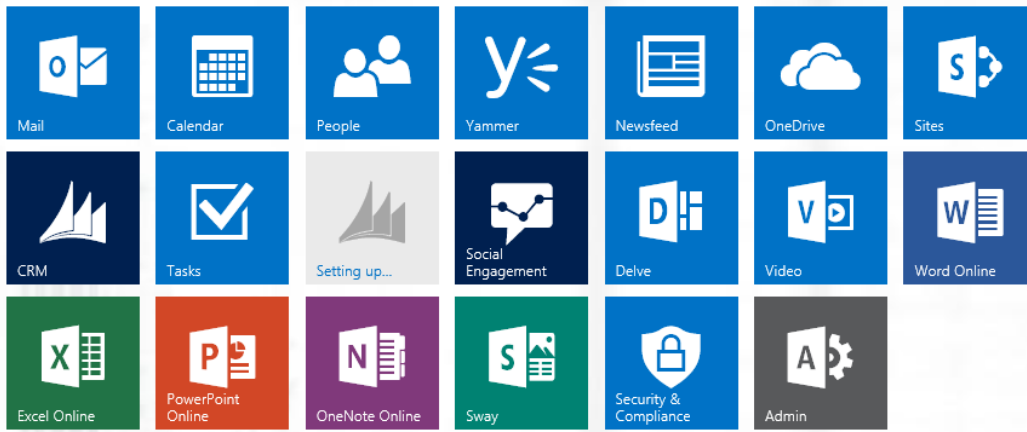 Mail
Calendar
People
Yammer
Newsfeed
OneDrive
Sites
CRM
Tasks
Setting up...
Social
Engagement
Delve
Video
Word Online
Excel Online
PowerPoint
Online
OneNote Online
Sway
Security &
Compliance
Admin